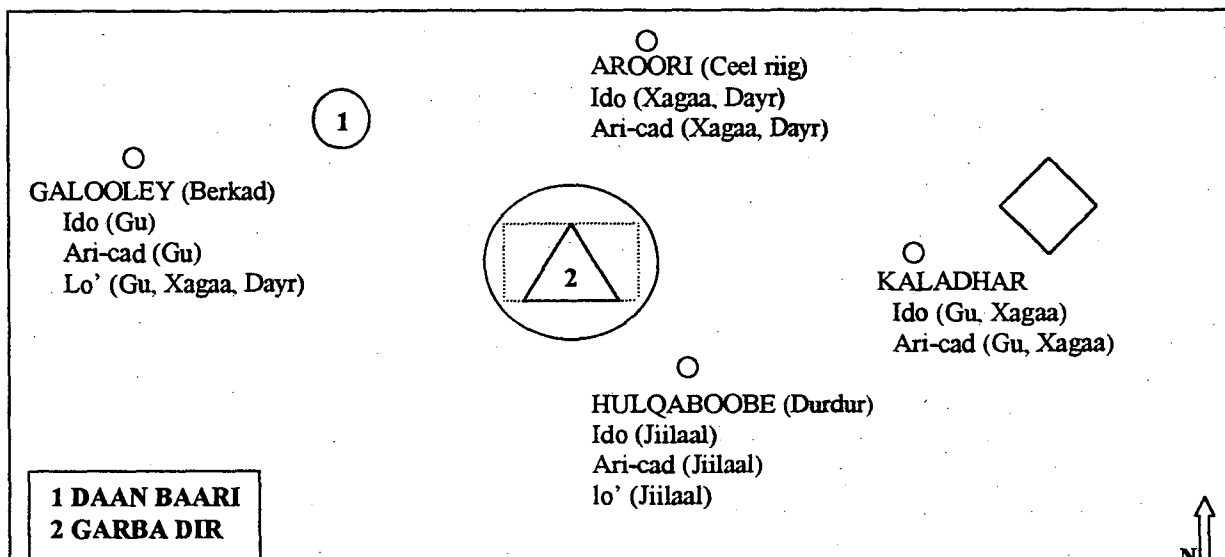 AROORI (Ceel riig)
Ido (Xagaa, Dayr)
Ari-cad (Xagaa, Dayr)
1
GALOOLEY (Berkad)
Ido (Gu)
Ari-cad (Gu)
Lo' (Gu, Xagaa, Dayr)
2
KALADHAR
Ido (Gu, Xagaa)
Ari-cad (Gu, Xagaa)
HULQABOOBE (Durdur)
Ido (Jiilaal)
Ari-cad (Jiilaal)
lo' (Jiilaal)
1 DAAN BAARI
2 GARBA DIR
N